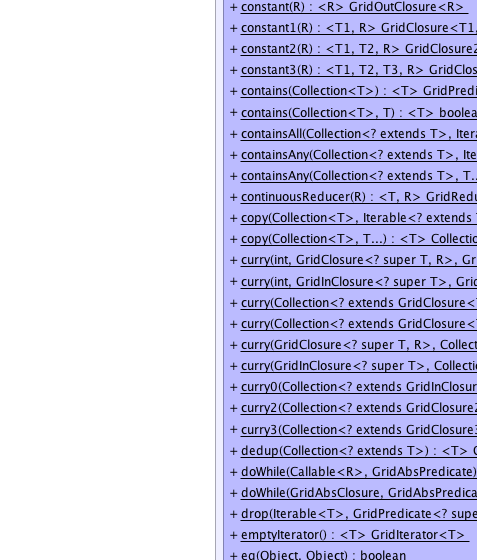 + constant(R) : <R> GridOutClosure<R>
+ constant1(R) : <T1, R> GridClosure<T1,
+ constant2(R) : <T1, T2, R> GridClosure2
+ constant3(R) : <T1, T2, T3, R> GridClos
+ contains(Collection<T>) : <T> GridPredi
+ contains(Collection<T>, T) : <T> boolea
+ containsAll(Collection<? extends T>, Itera
+ containsAny(Collection<? extends T>, Ite
+ containsAny(Collection<? extends T>, T...
+ continuousReducer(R) : <T, R> GridRedu
+ copy(Collection<T>, Iterable<? extends T
+ copy(Collection<T>, T...) : <T> Collectio
+ curry(int, GridClosure<? super T, R>, Gr
+ curry(int, GridInClosure<? super T>, Grid
+ curry(Collection<? extends GridClosure<?
+ curry(Collection<? extends GridClosure<?
+ curry(GridClosure<? super T, R>, Collect
+ curry(GridInClosure<? super T>, Collecti
+ curry0(Collection<? extends GridInClosur
+ curry2(Collection<? extends GridClosure2
+ curry3(Collection<? extends GridClosure3
+ dedup(Collection<? extends T>) : <T> C
+ doWhile(Callable<R>, GridAbsPredicate)
+ doWhile(GridAbsClosure, GridAbsPredica
+ drop(Iterable<T>, GridPredicate<? supe
+ emptyIterator() : <T> GridIterator<T>
+ eq(Object, Object) : boolean